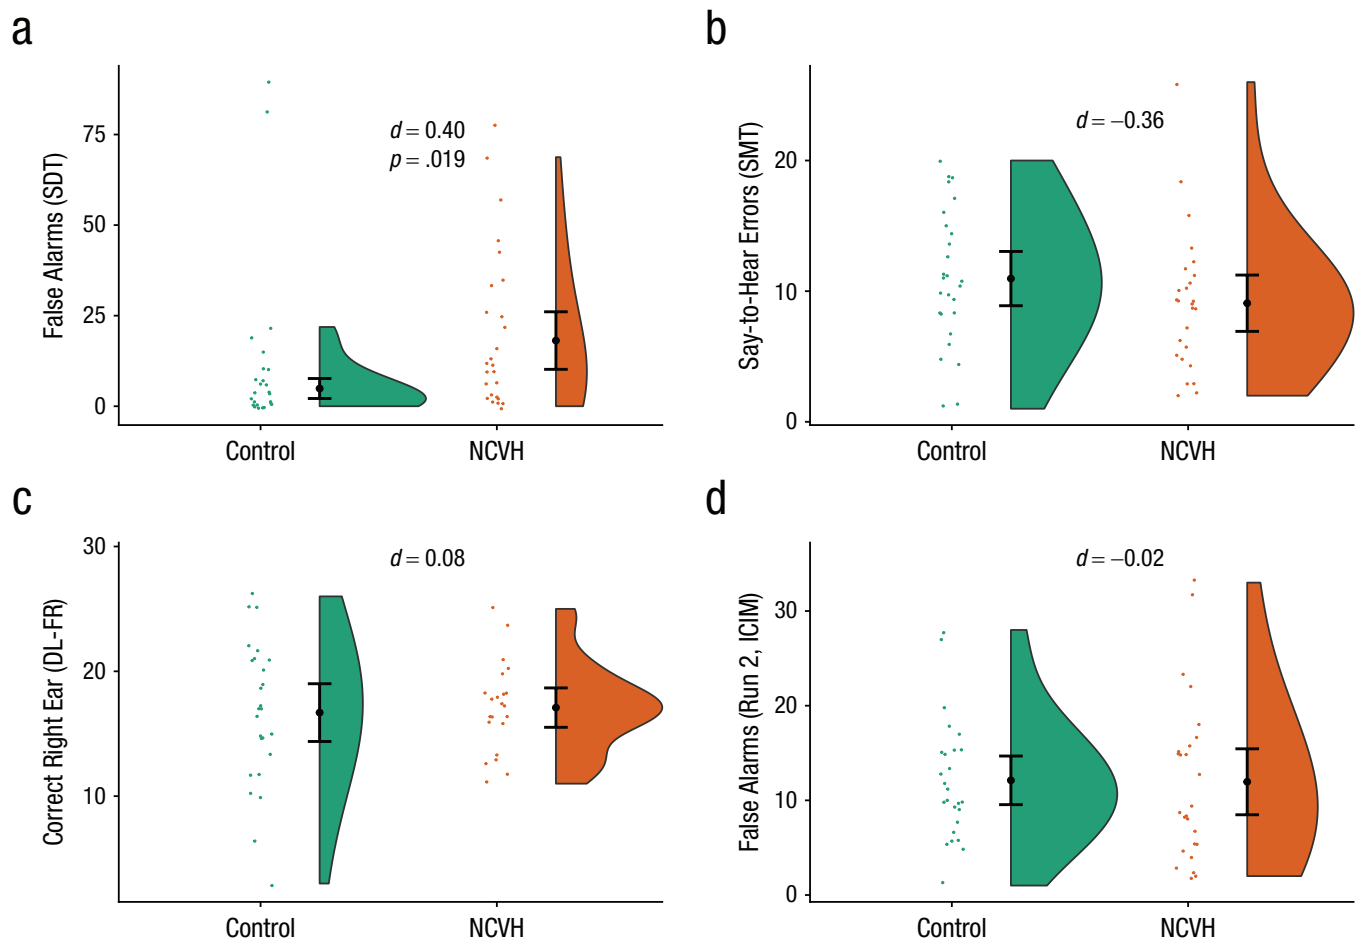 a
False Alarms (SDT)
75
50
25
0
d = 0.40
p = .019
Control
NCVH
b
Say-to-Hear Errors (SMT)
20
10
0
d = −0.36
Control
NCVH
c
Correct Right Ear (DL-FR)
30
20
10
d = 0.08
Control
NCVH
d
False Alarms (Run 2, ICIM)
30
20
10
0
d = −0.02
Control
NCVH